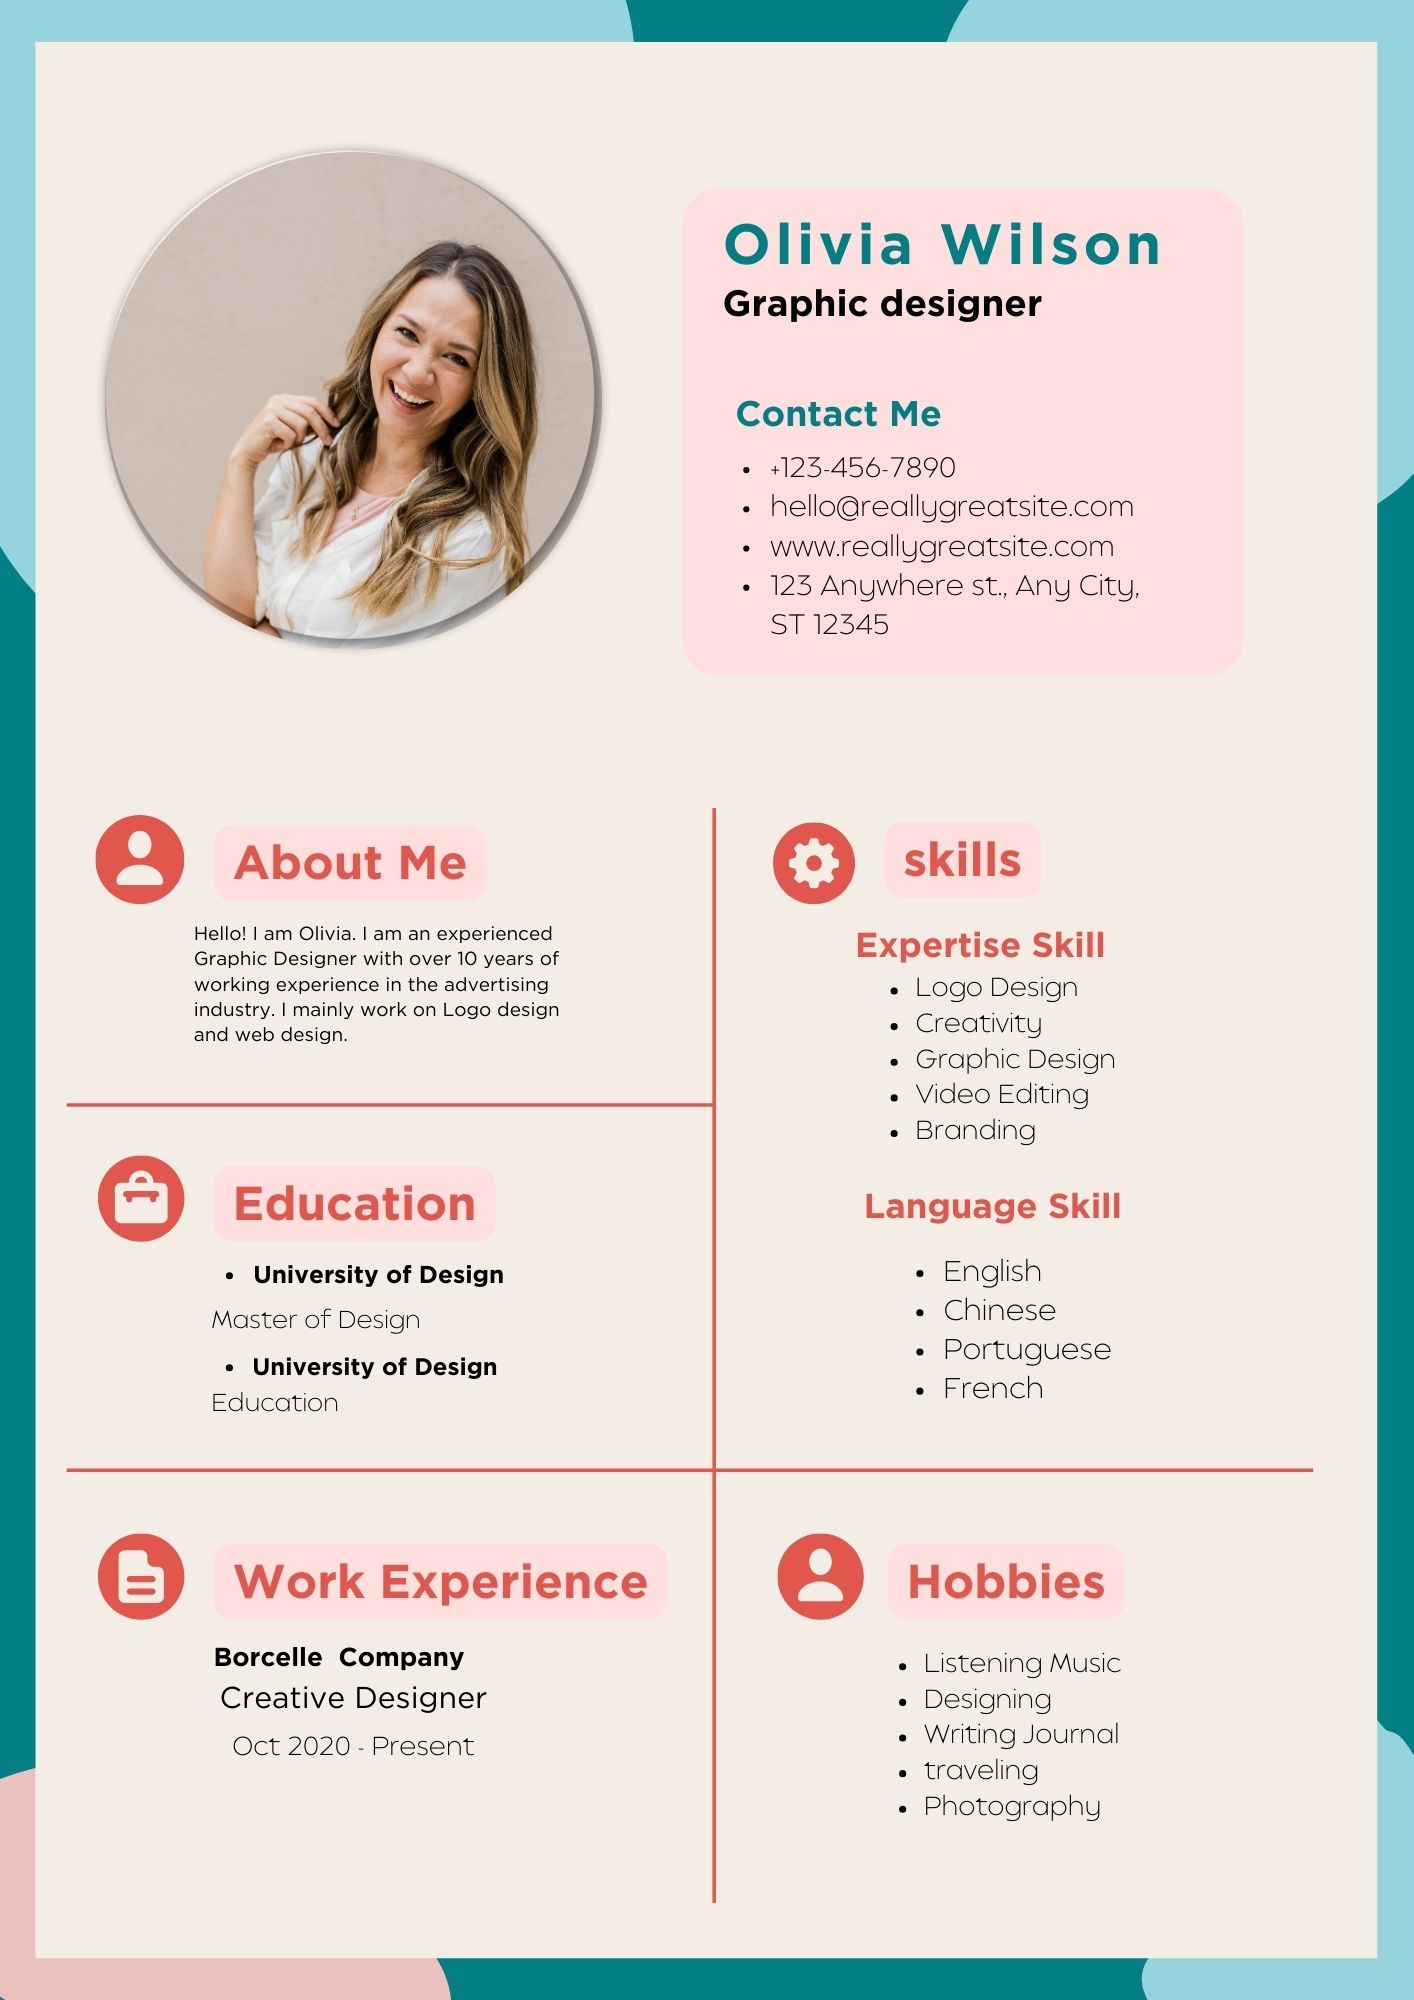 Olivia Wilson
Graphic designer
Contact Me
• +123-456-7890
• hello@reallygreatsite.com
• www.reallygreatsite.com
• 123 Anywhere st., Any City,
ST 12345
About Me
Hello! I am Olivia. I am an experienced
Graphic Designer with over 10 years of
working experience in the advertising
industry. I mainly work on Logo design
and web design.
Education
• University of Design
Master of Design
• University of Design
Education
Work Experience
Borcelle  Company
Creative Designer
Oct 2020 - Present
skills
Expertise Skill
• Logo Design
• Creativity
• Graphic Design
• Video Editing
• Branding
Language Skill
• English
• Chinese
• Portuguese
• French
Hobbies
• Listening Music
• Designing
• Writing Journal
• traveling
• Photography